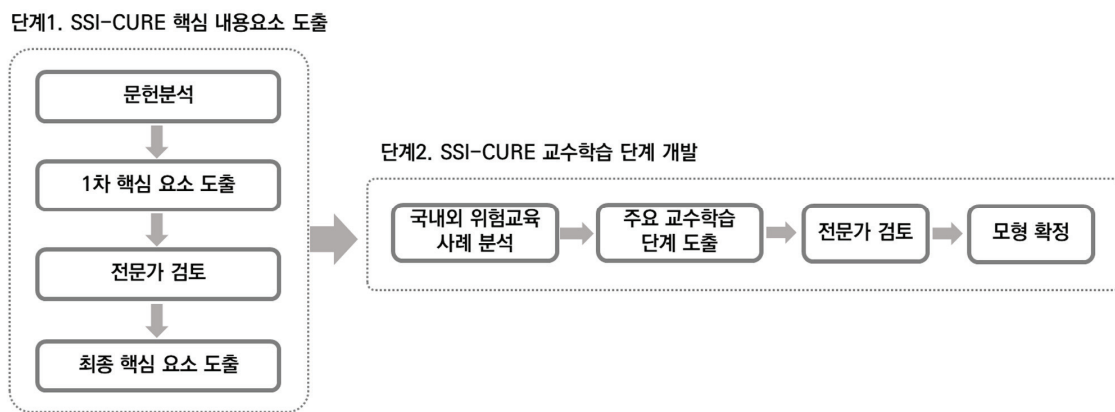 단계1. SSI-CURE 핵심 내용요소 도출
문헌분석
1차 핵심 요소 도출
전문가 검토
최종 핵심 요소 도출
단계2. SSI-CURE 교수학습 단계 개발
국내외 위험교육
사례 분석
주요 교수학습
단계 도출
전문가 검토
모형 확정